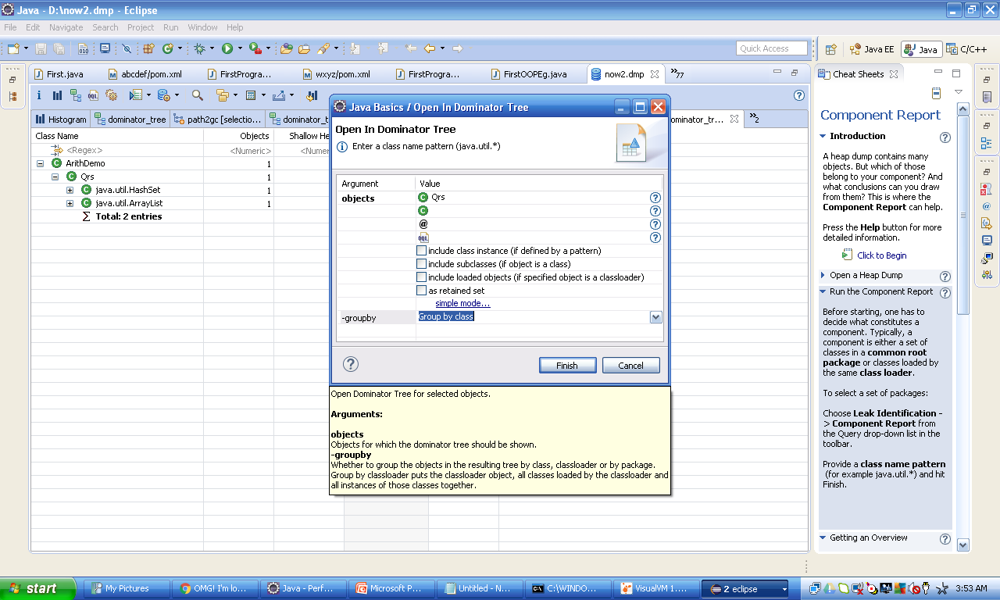 Java - D:\now2.dmp - Eclipse
File Edit Navigate Search Project Run Window Help
Quick Access
Java EE
Java
C/C++
First.java
abcdef/pom.xml
FirstProgra...
wxyz/pom.xml
FirstProgra...
FirstOOPEg.java
now2.dmp
»77
Histogram
path2gc [selectio...
»2
Class Name Objects
<Regex> <Numeric>
ArithDemo 1
Qrs 1
java.util.HashSet 1
java.util.ArrayList 1
Total: 2 entries
Java Basics / Open In Dominator Tree
Open In Dominator Tree
Enter a class name pattern (java.util.*)
Argument Value
objects Qrs
include class instance (if defined by a pattern)
include subclasses (if object is a class)
include loaded objects (if specified object is a classloader)
as retained set
simple mode...
-groupby Group by class
Finish Cancel
Open Dominator Tree for selected objects.
Arguments:
objects
Objects for which the dominator tree should be shown.
-groupby
Whether to group the objects in the resulting tree by class, classloader or by package.
Group by classloader puts the classloader object, all classes loaded by the classloader and
all instances of those classes together.
Cheat Sheets
Component Report
Introduction
A heap dump contains many
objects. But which of those
belong to your component? And
what conclusions can you draw
from them? This is where the
Component Report can help.
Press the Help button for more
detailed information.
Click to Begin
Open a Heap Dump
Run the Component Report
Before starting, one has to
decide what constitutes a
component. Typically, a
component is either a set of
classes in a common root
package or classes loaded by
the same class loader.
To select a set of packages:
Choose Leak Identification -
> Component Report from
the Query drop-down list in the
toolbar.
Provide a class name pattern
(for example java.util.*) and hit
Finish.
Getting an Overview
start
My Pictures
OMG! I'm lo...
Java - Perf...
Microsoft P...
Untitled - N...
C:\WINDO...
VisualVM 1....
2 eclipse
3:53 AM